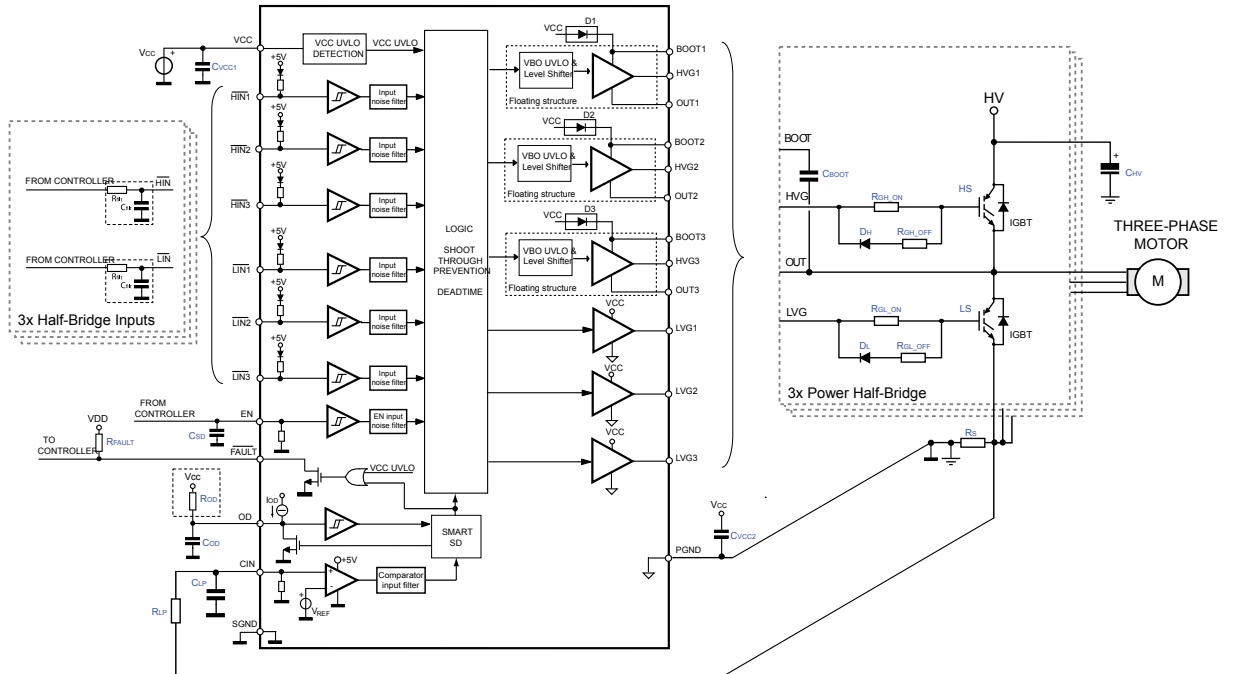 VCC
Vcc
+
CVCC1
VCC UVLO
DETECTION
VCC UVLO
+5V
HIN1
Input
noise filter
+5V
HIN2
Input
noise filter
+5V
HIN3
Input
noise filter
+5V
LIN1
Input
noise filter
+5V
LIN2
Input
noise filter
+5V
LIN3
Input
noise filter
FROM CONTROLLER
HIN
FROM CONTROLLER
LIN
3x Half-Bridge Inputs
FROM
CONTROLLER
EN
CSD
EN input
noise filter
VDD
TO
CONTROLLER
RFAULT
FAULT
VCC UVLO
Vcc
ROD
IOD
OD
COD
SMART
SD
CIN
+5V
+
-
Comparator
input filter
CLP
RLP
+
VREF
SGND
LOGIC
SHOOT
THROUGH
PREVENTION
DEADTIME
D1
VCC
VBO UVLO &
Level Shifter
Floating structure
BOOT1
HVG1
OUT1
D2
VCC
VBO UVLO &
Level Shifter
Floating structure
BOOT2
HVG2
OUT2
D3
VCC
VBO UVLO &
Level Shifter
Floating structure
BOOT3
HVG3
OUT3
VCC
LVG1
VCC
LVG2
VCC
LVG3
Vcc
CVCC2
PGND
HV
BOOT
CBOOT
+
CHV
HVG
RGH_ON
HS
DH
RGH_OFF
IGBT
OUT
THREE-PHASE
MOTOR
M
LVG
RGL_ON
LS
DL
RGL_OFF
IGBT
3x Power Half-Bridge
RS